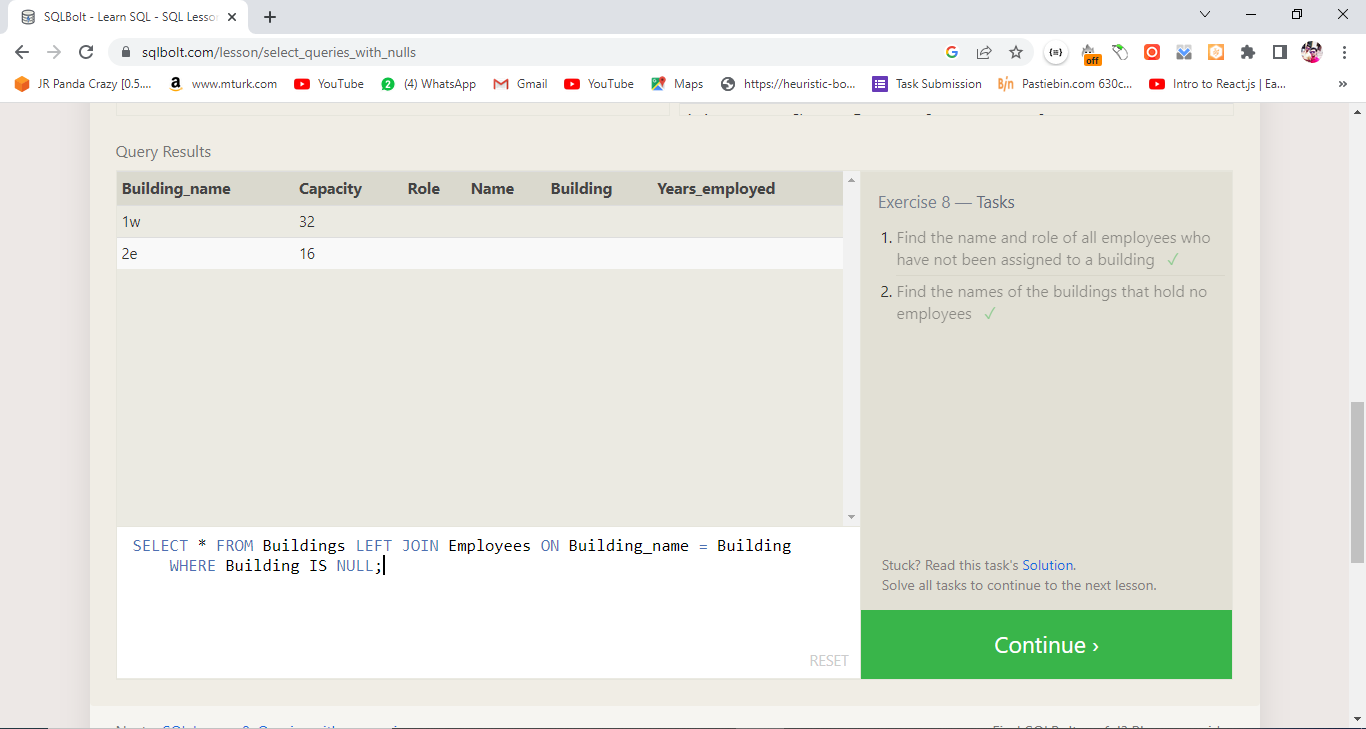 SQLBolt - Learn SQL - SQL Lesso
sqlbolt.com/lesson/select_queries_with_nulls
off
JR Panda Crazy [0.5.... www.mturk.com YouTube (4) WhatsApp Gmail YouTube Maps https://heuristic-bo... Task Submission Pastiebin.com 630c... Intro to React.js | Ea... »
Query Results
Building_name Capacity Role Name Building Years_employed
1w 32
2e 16
Exercise 8 — Tasks
1. Find the name and role of all employees who
have not been assigned to a building ✓
2. Find the names of the buildings that hold no
employees ✓
SELECT * FROM Buildings LEFT JOIN Employees ON Building_name = Building
WHERE Building IS NULL;
RESET
Stuck? Read this task's Solution.
Solve all tasks to continue to the next lesson.
Continue ›